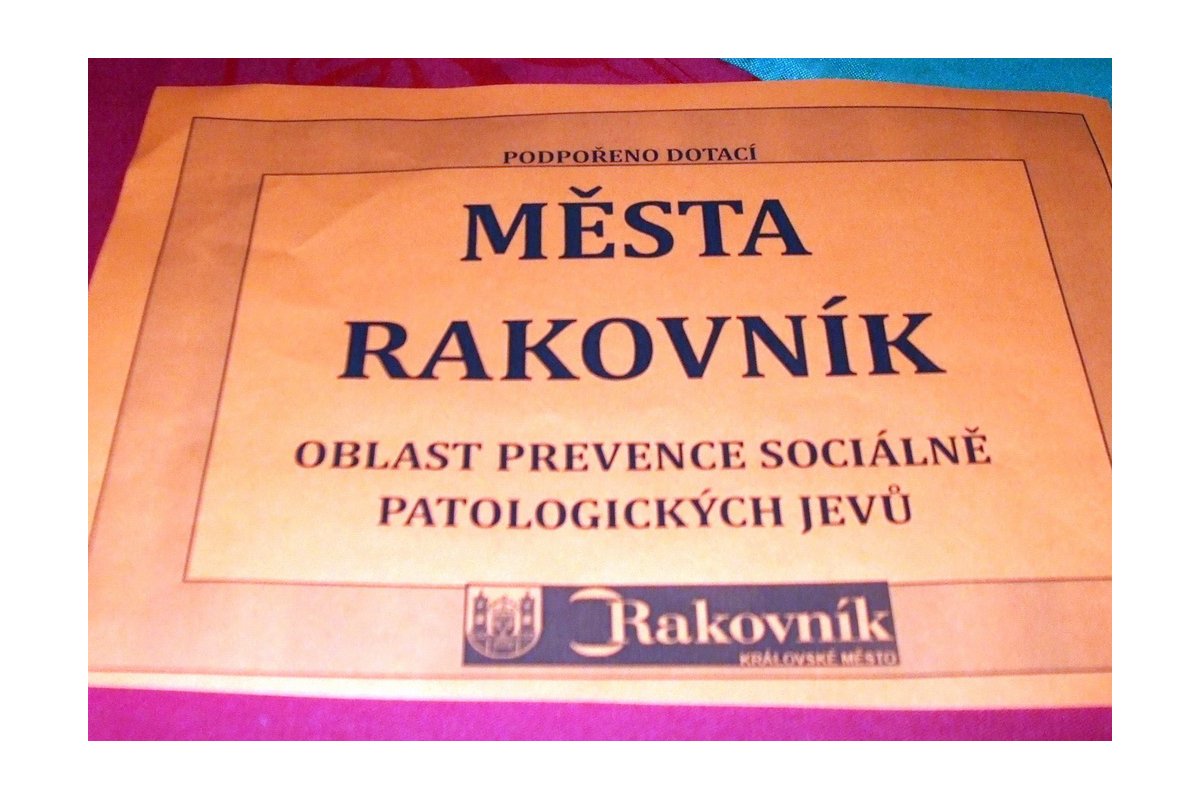 PODPOŘENO DOTACÍ
MĚSTA
RAKOVNÍK
OBLAST PREVENCE SOCIÁLNĚ
PATOLOGICKÝCH JEVŮ
Rakovník
KRÁLOVSKÉ MĚSTO